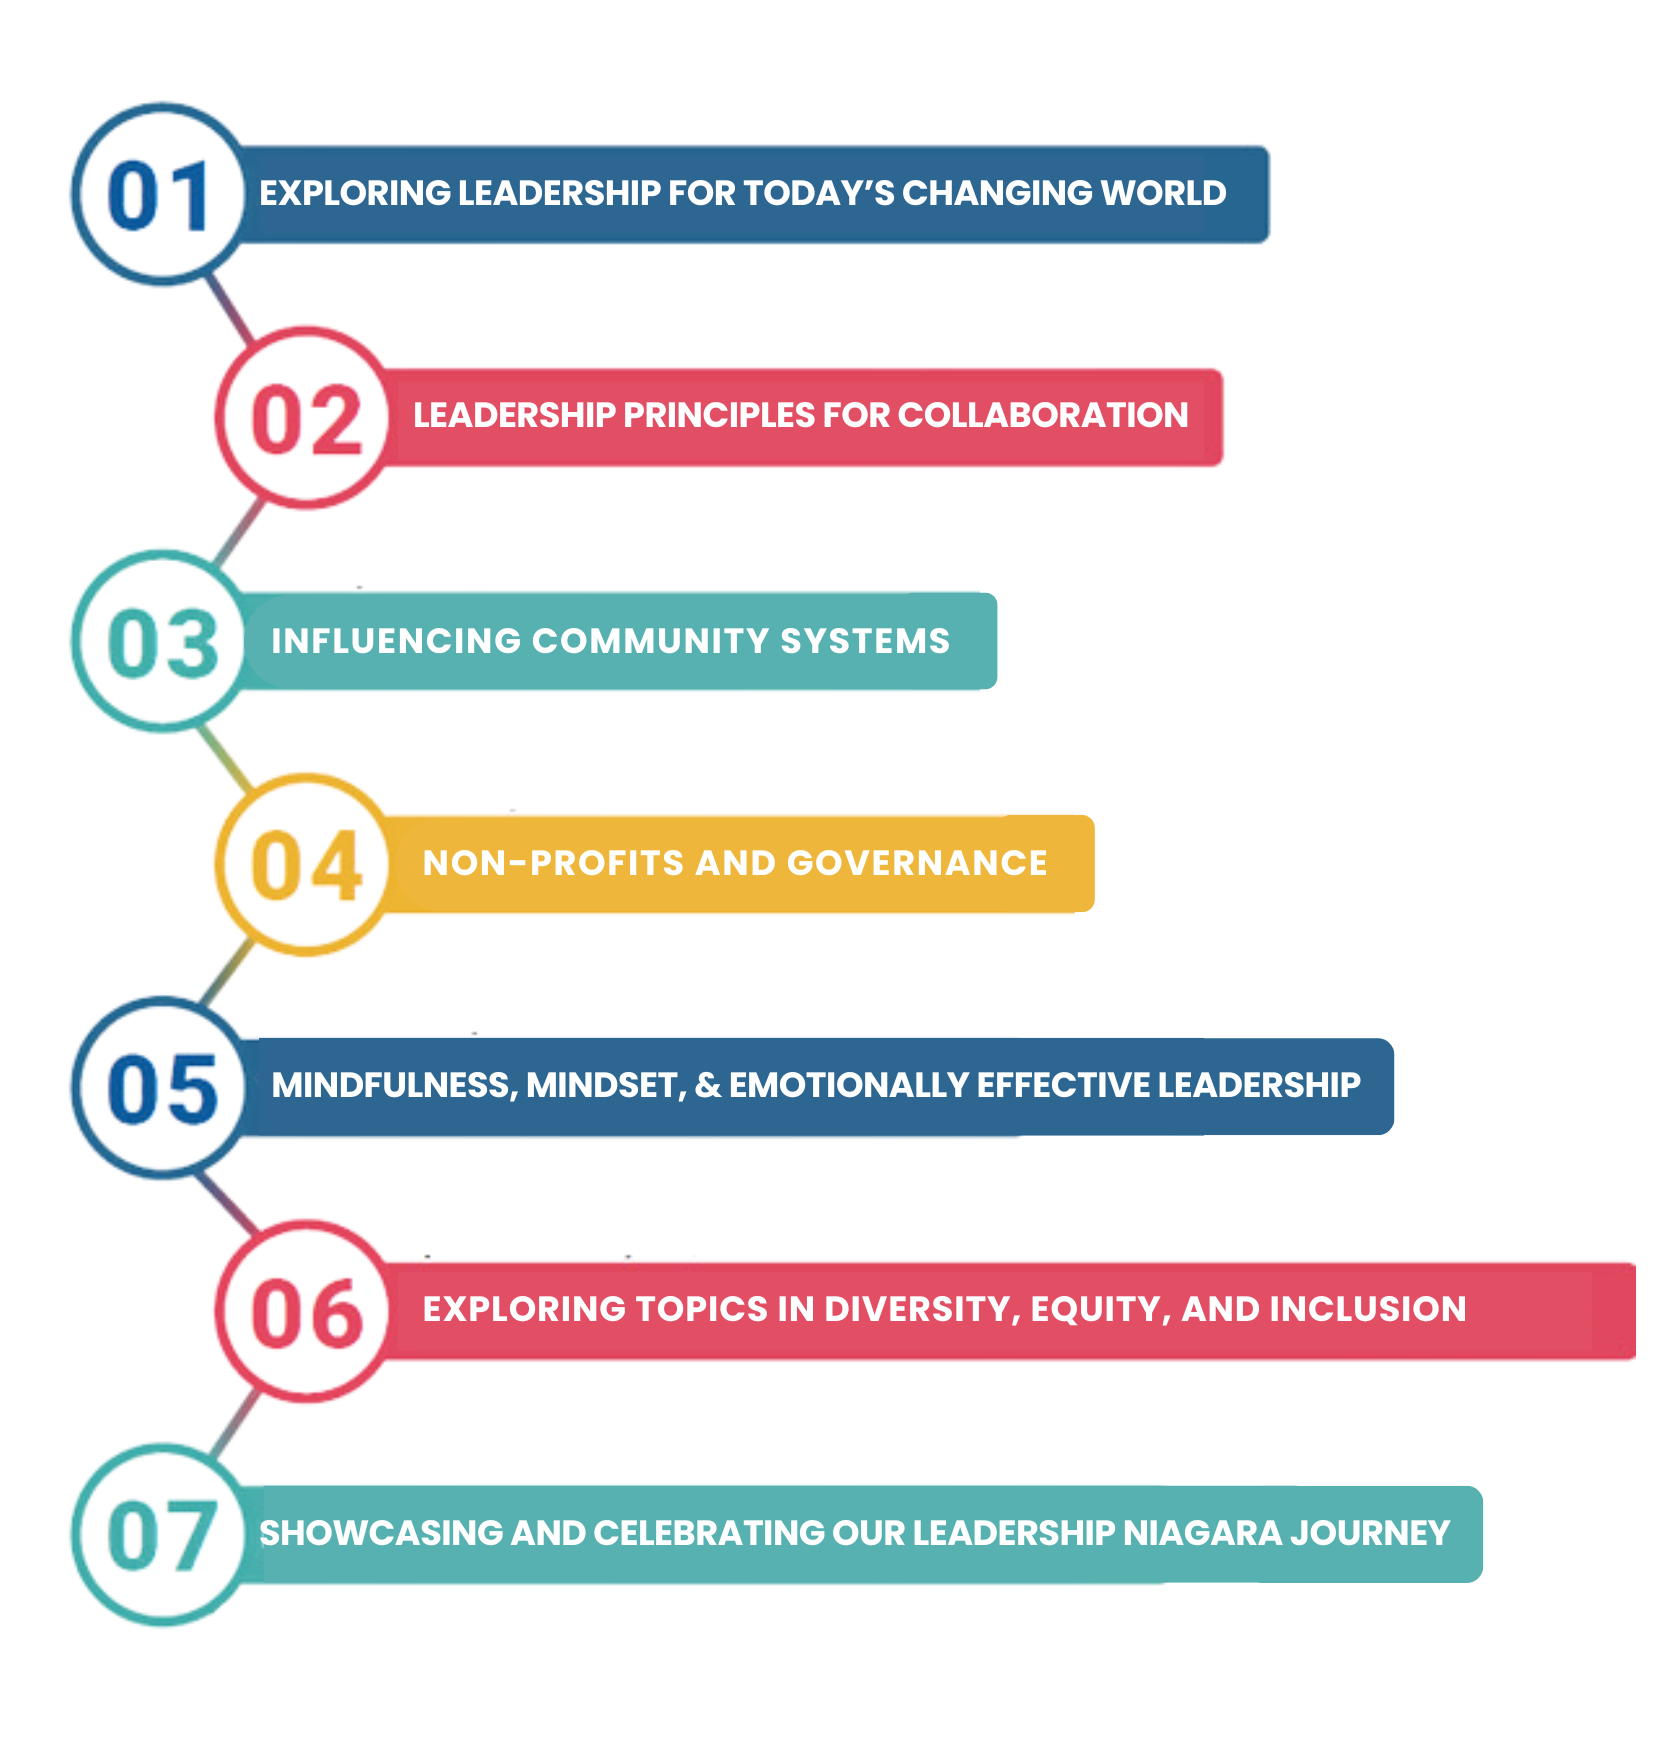 01
EXPLORING LEADERSHIP FOR TODAY’S CHANGING WORLD
02
LEADERSHIP PRINCIPLES FOR COLLABORATION
03
INFLUENCING COMMUNITY SYSTEMS
04
NON-PROFITS AND GOVERNANCE
05
MINDFULNESS, MINDSET, & EMOTIONALLY EFFECTIVE LEADERSHIP
06
EXPLORING TOPICS IN DIVERSITY, EQUITY, AND INCLUSION
07
SHOWCASING AND CELEBRATING OUR LEADERSHIP NIAGARA JOURNEY